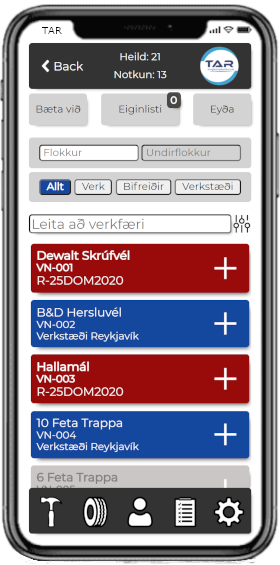 TAR
Back
Heild: 21
Notkun: 13
TAR
Bæta við
Eiginlisti
0
Eyða
Flokkur
Undirflokkur
Allt
Verk
Bifreiðir
Verkstæði
Leita að verkfæri
Dewalt Skrúfvél
VN-001
R-25DOM2020
B&D Hersluvél
VN-002
Verkstæði Reykjavík
Hallamál
VN-003
R-25DOM2020
10 Feta Trappa
VN-004
Verkstæði Reykjavík
6 Feta Trappa
VN-005